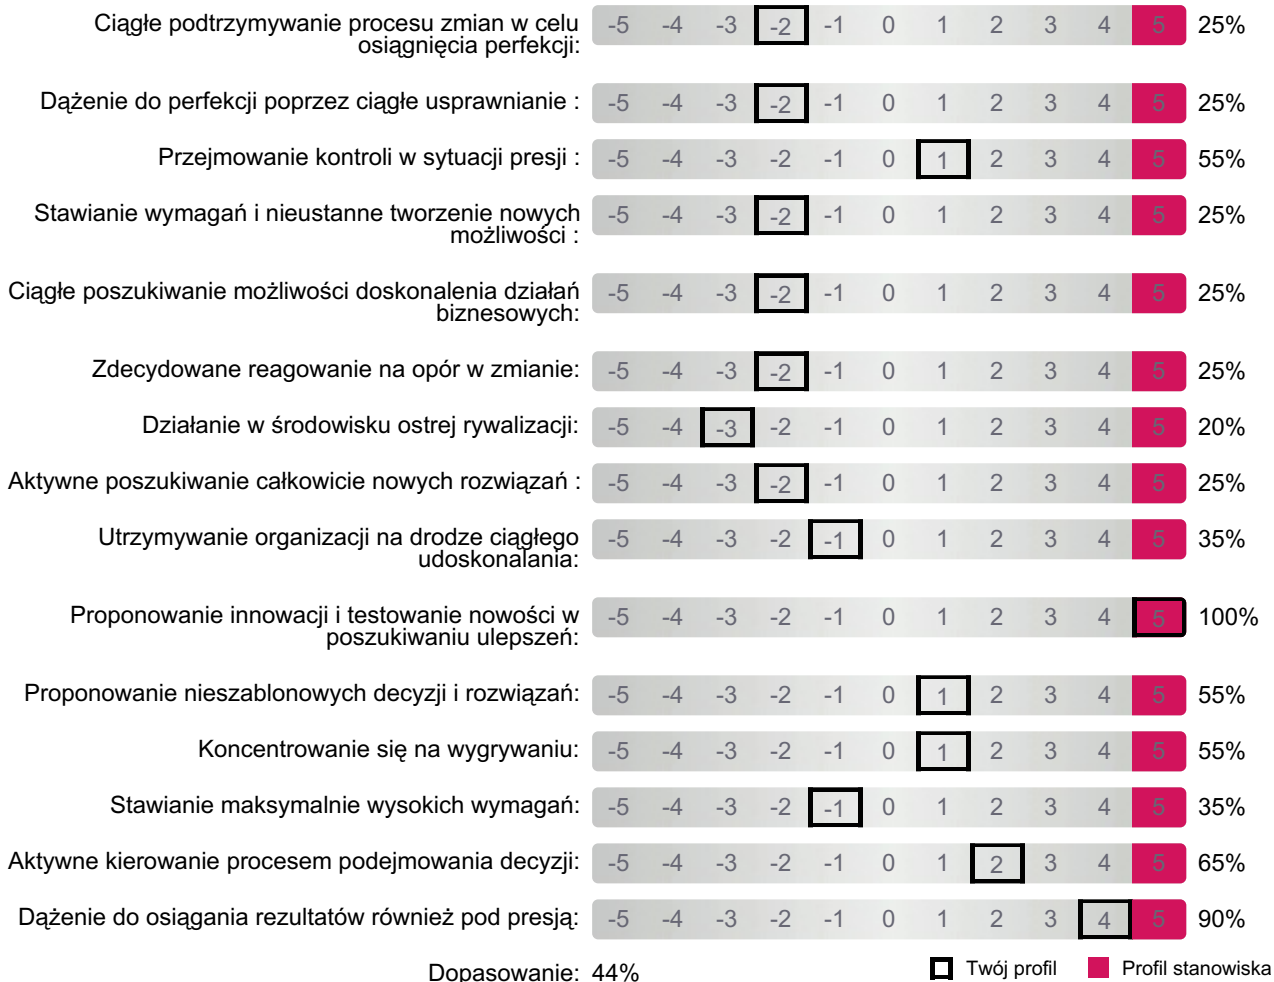 Ciągłe podtrzymywanie procesu zmian w celu
osiągnięcia perfekcji:
-5 -4 -3 -2 -1 0 1 2 3 4 5 25%
Dążenie do perfekcji poprzez ciągłe usprawnianie :
-5 -4 -3 -2 -1 0 1 2 3 4 5 25%
Przejmowanie kontroli w sytuacji presji :
-5 -4 -3 -2 -1 0 1 2 3 4 5 55%
Stawianie wymagań i nieustanne tworzenie nowych
możliwości :
-5 -4 -3 -2 -1 0 1 2 3 4 5 25%
Ciągłe poszukiwanie możliwości doskonalenia działań
biznesowych:
-5 -4 -3 -2 -1 0 1 2 3 4 5 25%
Zdecydowane reagowanie na opór w zmianie:
-5 -4 -3 -2 -1 0 1 2 3 4 5 25%
Działanie w środowisku ostrej rywalizacji:
-5 -4 -3 -2 -1 0 1 2 3 4 5 20%
Aktywne poszukiwanie całkowicie nowych rozwiązań :
-5 -4 -3 -2 -1 0 1 2 3 4 5 25%
Utrzymywanie organizacji na drodze ciągłego
udoskonalania:
-5 -4 -3 -2 -1 0 1 2 3 4 5 35%
Proponowanie innowacji i testowanie nowości w
poszukiwaniu ulepszeń:
-5 -4 -3 -2 -1 0 1 2 3 4 5 100%
Proponowanie nieszablonowych decyzji i rozwiązań:
-5 -4 -3 -2 -1 0 1 2 3 4 5 55%
Koncentrowanie się na wygrywaniu:
-5 -4 -3 -2 -1 0 1 2 3 4 5 55%
Stawianie maksymalnie wysokich wymagań:
-5 -4 -3 -2 -1 0 1 2 3 4 5 35%
Aktywne kierowanie procesem podejmowania decyzji:
-5 -4 -3 -2 -1 0 1 2 3 4 5 65%
Dążenie do osiągania rezultatów również pod presją:
-5 -4 -3 -2 -1 0 1 2 3 4 5 90%
Dopasowanie: 44%
Twój profil
Profil stanowiska